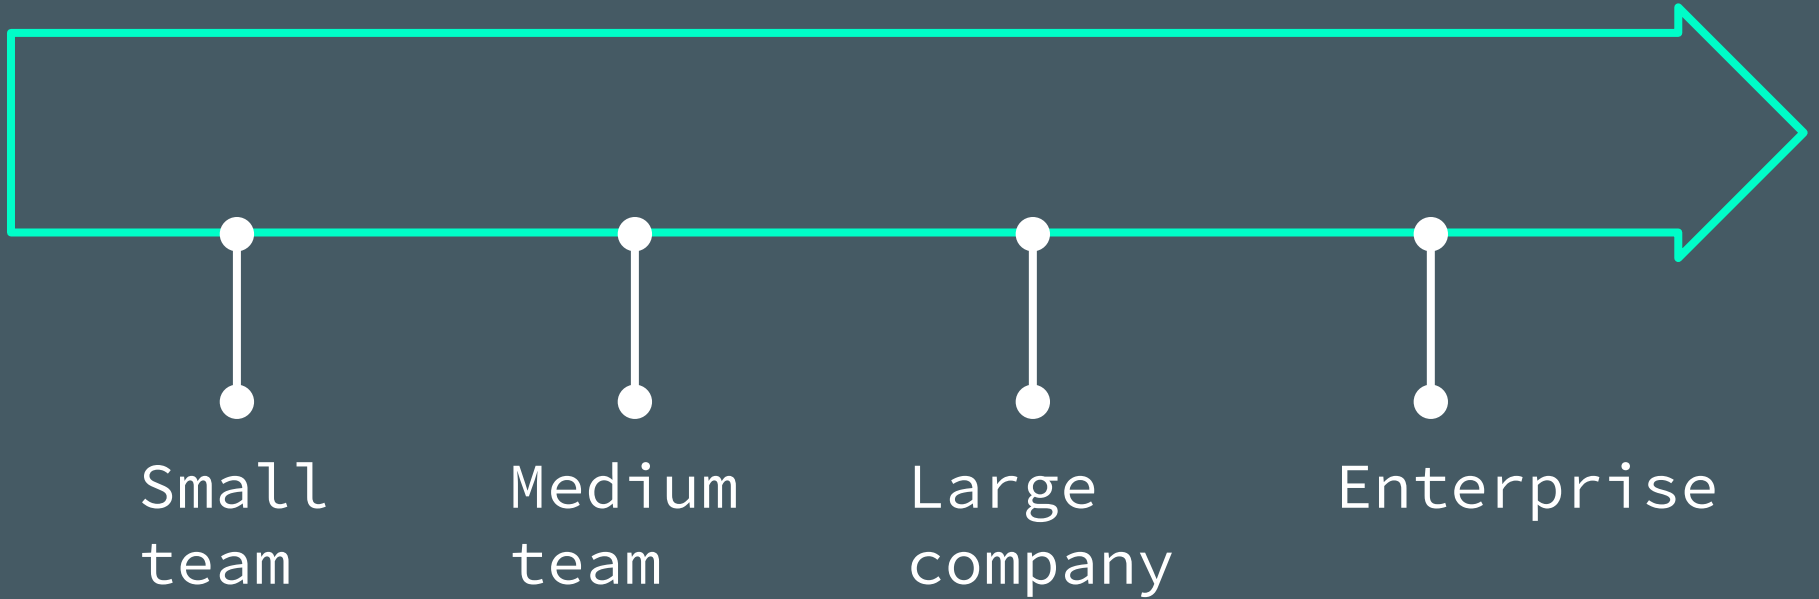 Small
team
Medium
team
Large
company
Enterprise